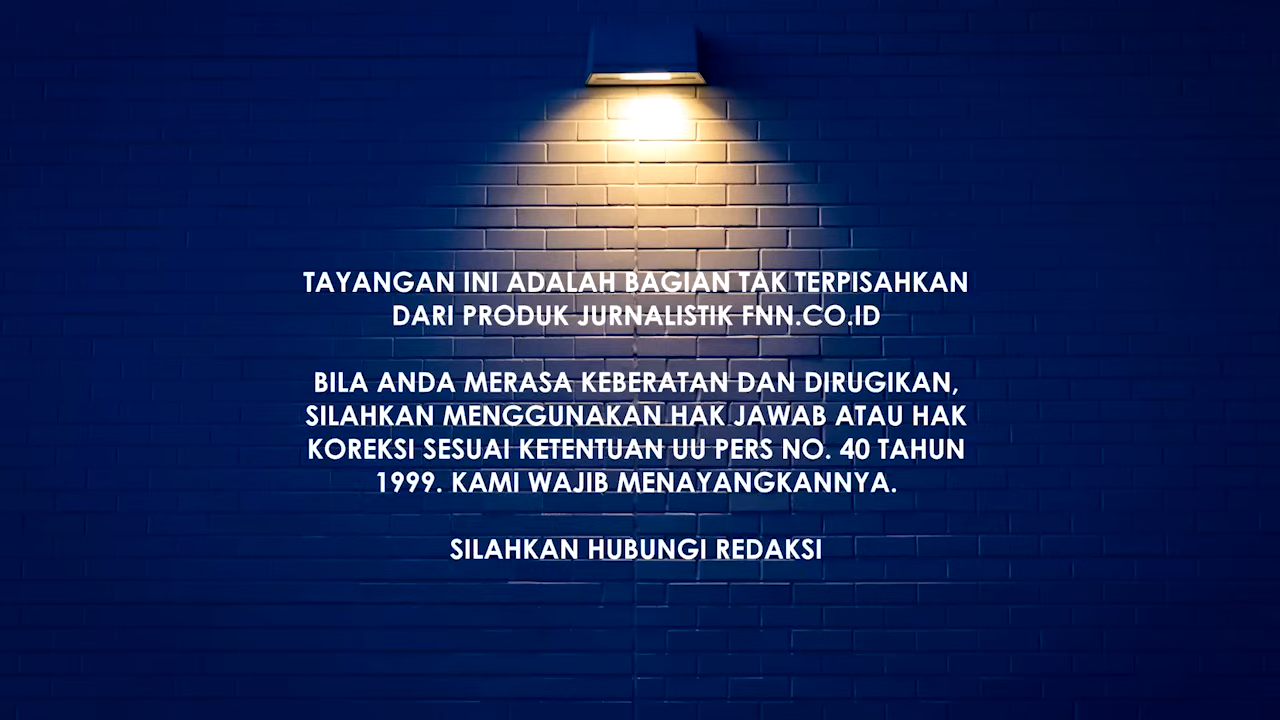 TAYANGAN INI ADALAH BAGIAN TAK TERPISAHKAN
DARI PRODUK JURNALISTIK FNN.CO.ID
BILA ANDA MERASA KEBERATAN DAN DIRUGIKAN,
SILAHKAN MENGGUNAKAN HAK JAWAB ATAU HAK
KOREKSI SESUAI KETENTUAN UU PERS NO. 40 TAHUN
1999. KAMI WAJIB MENAYANGKANNYA.
SILAHKAN HUBUNGI REDAKSI